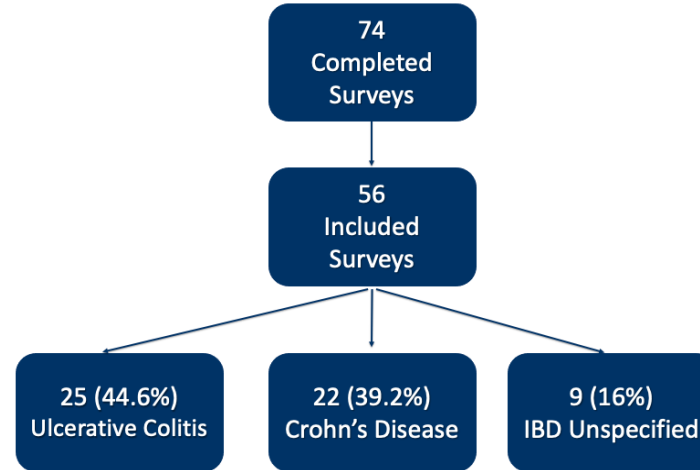 74
Completed
Surveys
56
Included
Surveys
25 (44.6%)
Ulcerative Colitis
22 (39.2%)
Crohn’s Disease
9 (16%)
IBD Unspecified